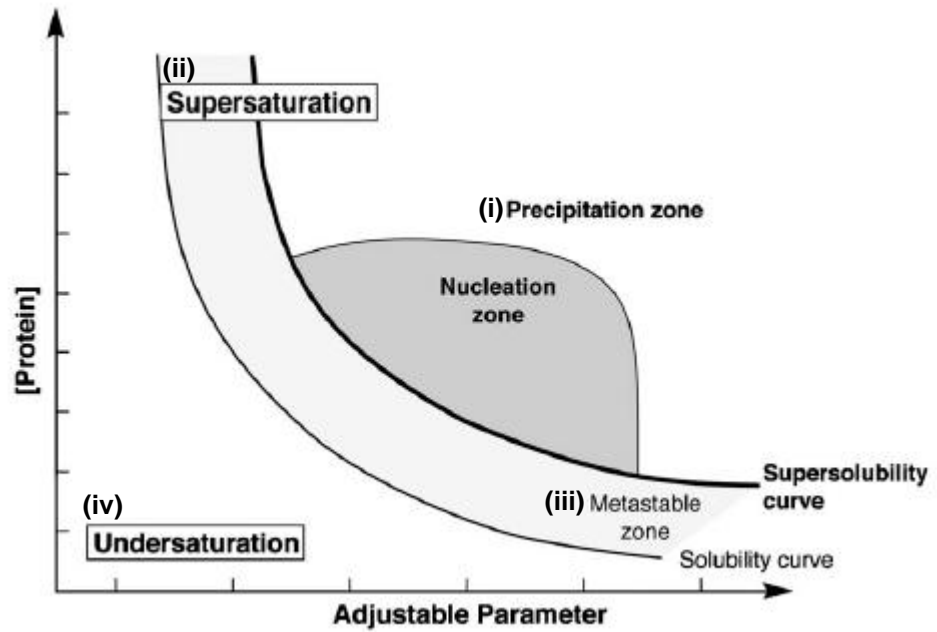 (ii)
Supersaturation
(i) Precipitation zone
Nucleation
zone
[Protein]
Supersolubility
curve
(iii) Metastable
zone
(iv)
Undersaturation
Solubility curve
Adjustable Parameter